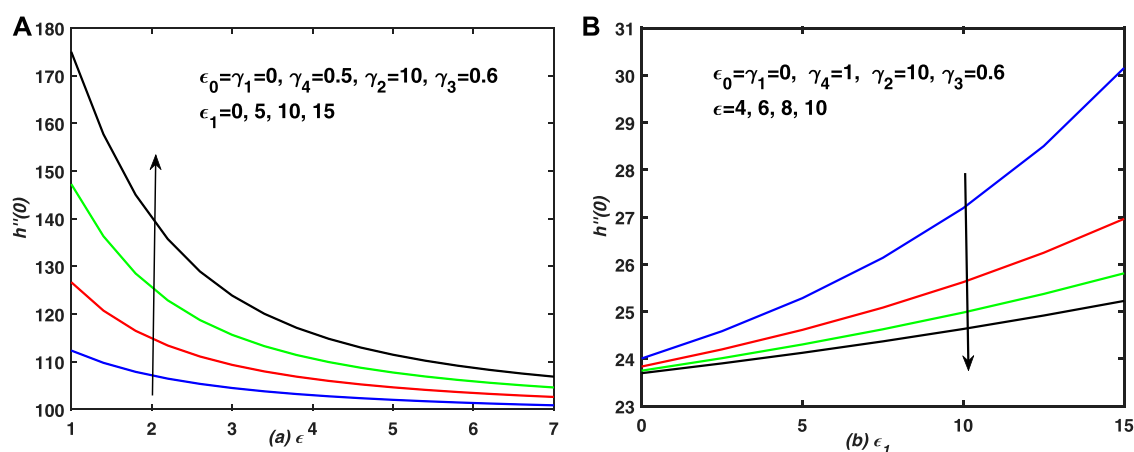 A
180
170
160
150
140
130
120
110
100
h''(0)
ϵ0=γ1=0, γ4=0.5, γ2=10, γ3=0.6
ϵ1=0, 5, 10, 15
1 2 3 4 5 6 7
(a) ϵ
B
31
30
29
28
27
26
25
24
23
h''(0)
ϵ0=γ1=0, γ4=1, γ2=10, γ3=0.6
ϵ=4, 6, 8, 10
0 5 10 15
(b) ϵ1